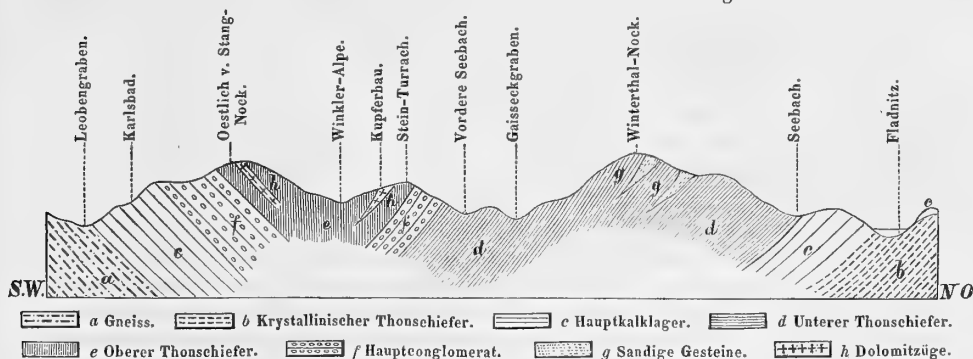 Leobengraben.
Karlsbad.
Oestlich v. Stang-
Nock.
Winkler-Alpe.
Kupferbau.
Stein-Turrach.
Vordere Seebach.
Gaisseckgraben.
Winterthal-Nock.
Seebach.
Fladnitz.
h
h
g
g
e
f
f
e
c
d
d
c
a
b
S.W.
NO
a Gneiss.
b Krystallinischer Thonschiefer.
c Hauptkalklager.
d Unterer Thonschiefer.
e Oberer Thonschiefer.
f Hauptconglomerat.
g Sandige Gesteine.
h Dolomitzüge.